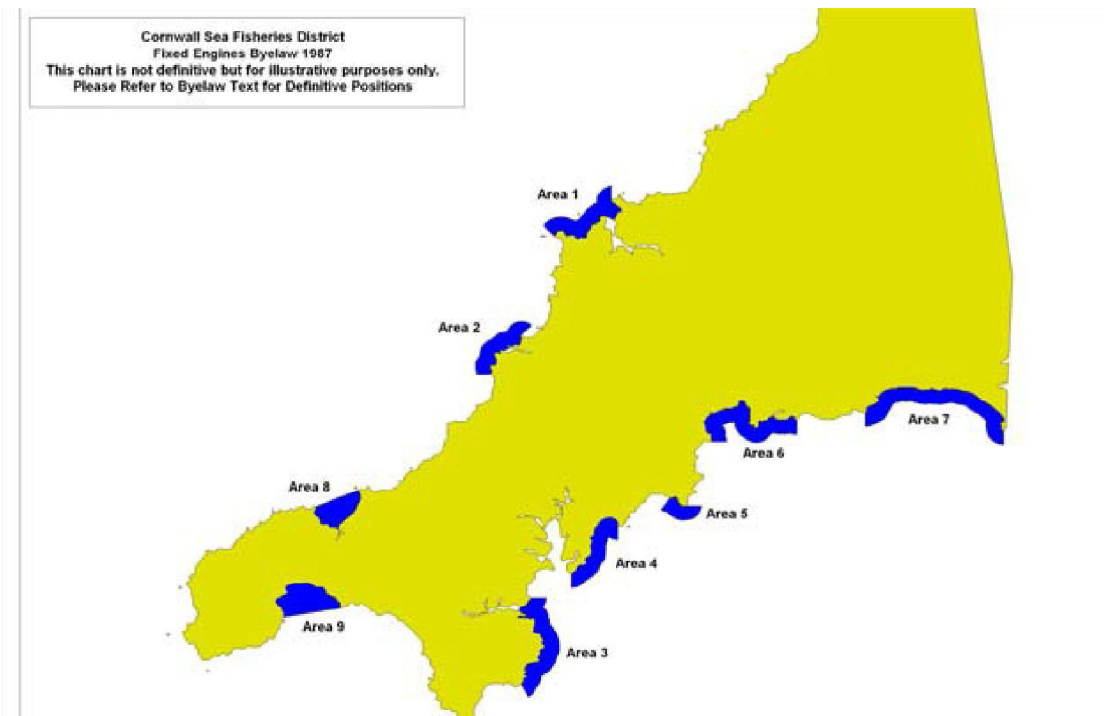 Cornwall Sea Fisheries District
Fixed Engines Byelaw 1987
This chart is not definitive but for illustrative purposes only.
Please Refer to Byelaw Text for Definitive Positions
Area 1
Area 2
Area 7
Area 6
Area 8
Area 5
Area 4
Area 9
Area 3